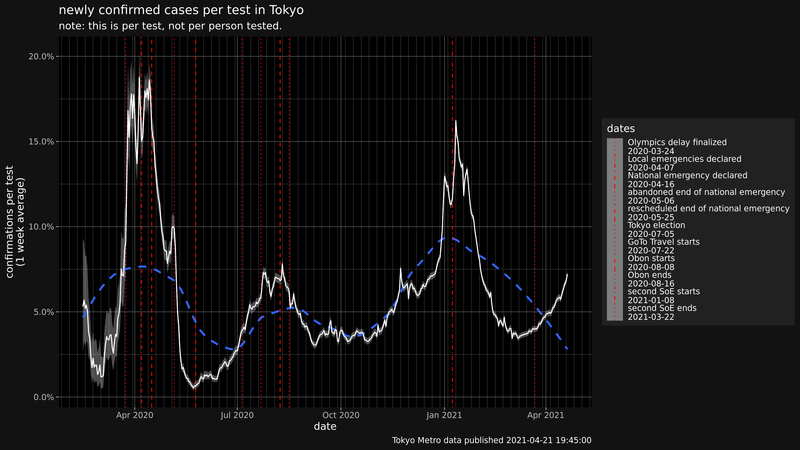 newly confirmed cases per test in Tokyo
note: this is per test, not per person tested.
20.0%
15.0%
10.0%
5.0%
0.0%
confirmations per test
(1 week average)
Apr 2020
Jul 2020
Oct 2020
Jan 2021
Apr 2021
date
Tokyo Metro data published 2021-04-21 19:45:00
dates
Olympics delay finalized
2020-03-24
Local emergencies declared
2020-04-07
National emergency declared
2020-04-16
abandoned end of national emergency
2020-05-06
rescheduled end of national emergency
2020-05-25
Tokyo election
2020-07-05
GoTo Travel starts
2020-07-22
Obon starts
2020-08-08
Obon ends
2020-08-16
second SoE starts
2021-01-08
second SoE ends
2021-03-22